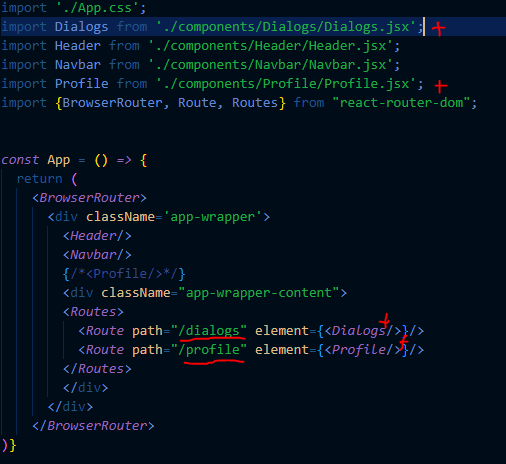 import './App.css';
import Dialogs from './components/Dialogs/Dialogs.jsx';
import Header from './components/Header/Header.jsx';
import Navbar from './components/Navbar/Navbar.jsx';
import Profile from './components/Profile/Profile.jsx';
import {BrowserRouter, Route, Routes} from "react-router-dom";
const App = () => {
return (
<BrowserRouter>
<div className='app-wrapper'>
<Header/>
<Navbar/>
{/*<Profile/>*/}
<div className="app-wrapper-content">
<Routes>
<Route path="/dialogs" element={<Dialogs/>}/>
<Route path="/profile" element={<Profile/>}/>
</Routes>
</div>
</div>
</BrowserRouter>
)}